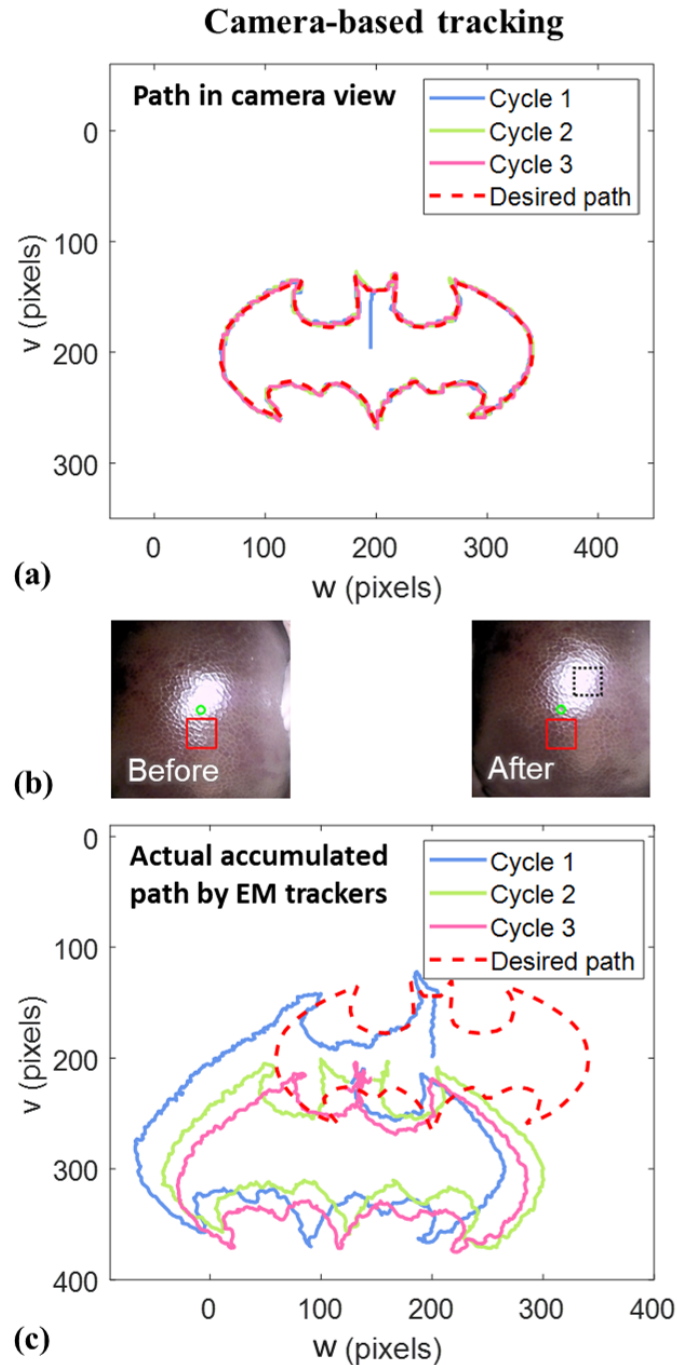 Camera-based tracking
Path in camera view
Cycle 1
Cycle 2
Cycle 3
Desired path
0
100
200
300
v (pixels)
0 100 200 300 400
w (pixels)
(a)
Before
After
(b)
Actual accumulated
path by EM trackers
Cycle 1
Cycle 2
Cycle 3
Desired path
0
100
200
300
400
v (pixels)
0 100 200 300 400
w (pixels)
(c)